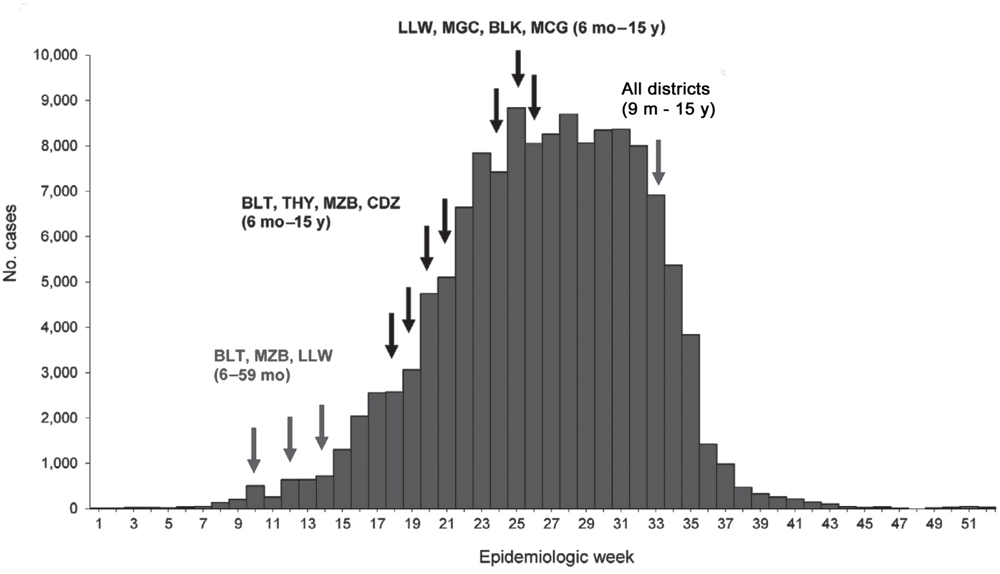 LLW, MGC, BLK, MCG (6 mo–15 y)
10,000
9,000
8,000
7,000
6,000
5,000
4,000
3,000
2,000
1,000
0
No. cases
All districts
(9 m - 15 y)
BLT, THY, MZB, CDZ
(6 mo–15 y)
BLT, MZB, LLW
(6–59 mo)
1 3 5 7 9 11 13 15 17 19 21 23 25 27 29 31 33 35 37 39 41 43 45 47 49 51
Epidemiologic week